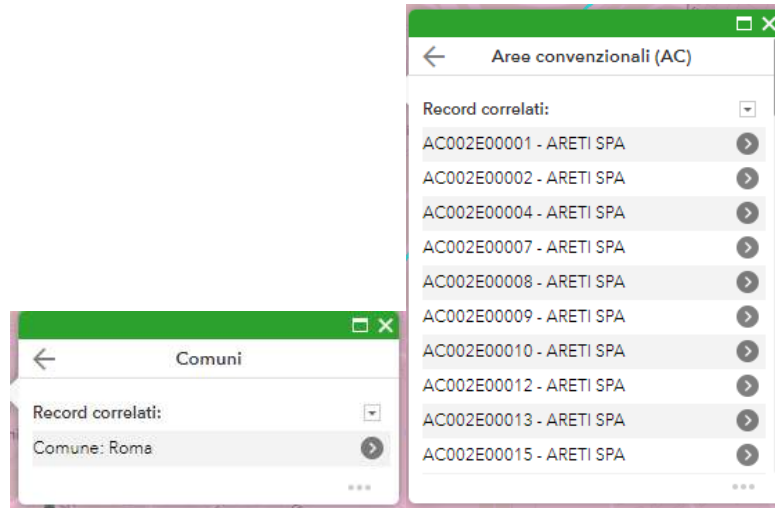 Comuni
Record correlati:
Comune: Roma
Aree convenzionali (AC)
Record correlati:
AC002E00001 - ARETI SPA
AC002E00002 - ARETI SPA
AC002E00004 - ARETI SPA
AC002E00007 - ARETI SPA
AC002E00008 - ARETI SPA
AC002E00009 - ARETI SPA
AC002E00010 - ARETI SPA
AC002E00012 - ARETI SPA
AC002E00013 - ARETI SPA
AC002E00015 - ARETI SPA